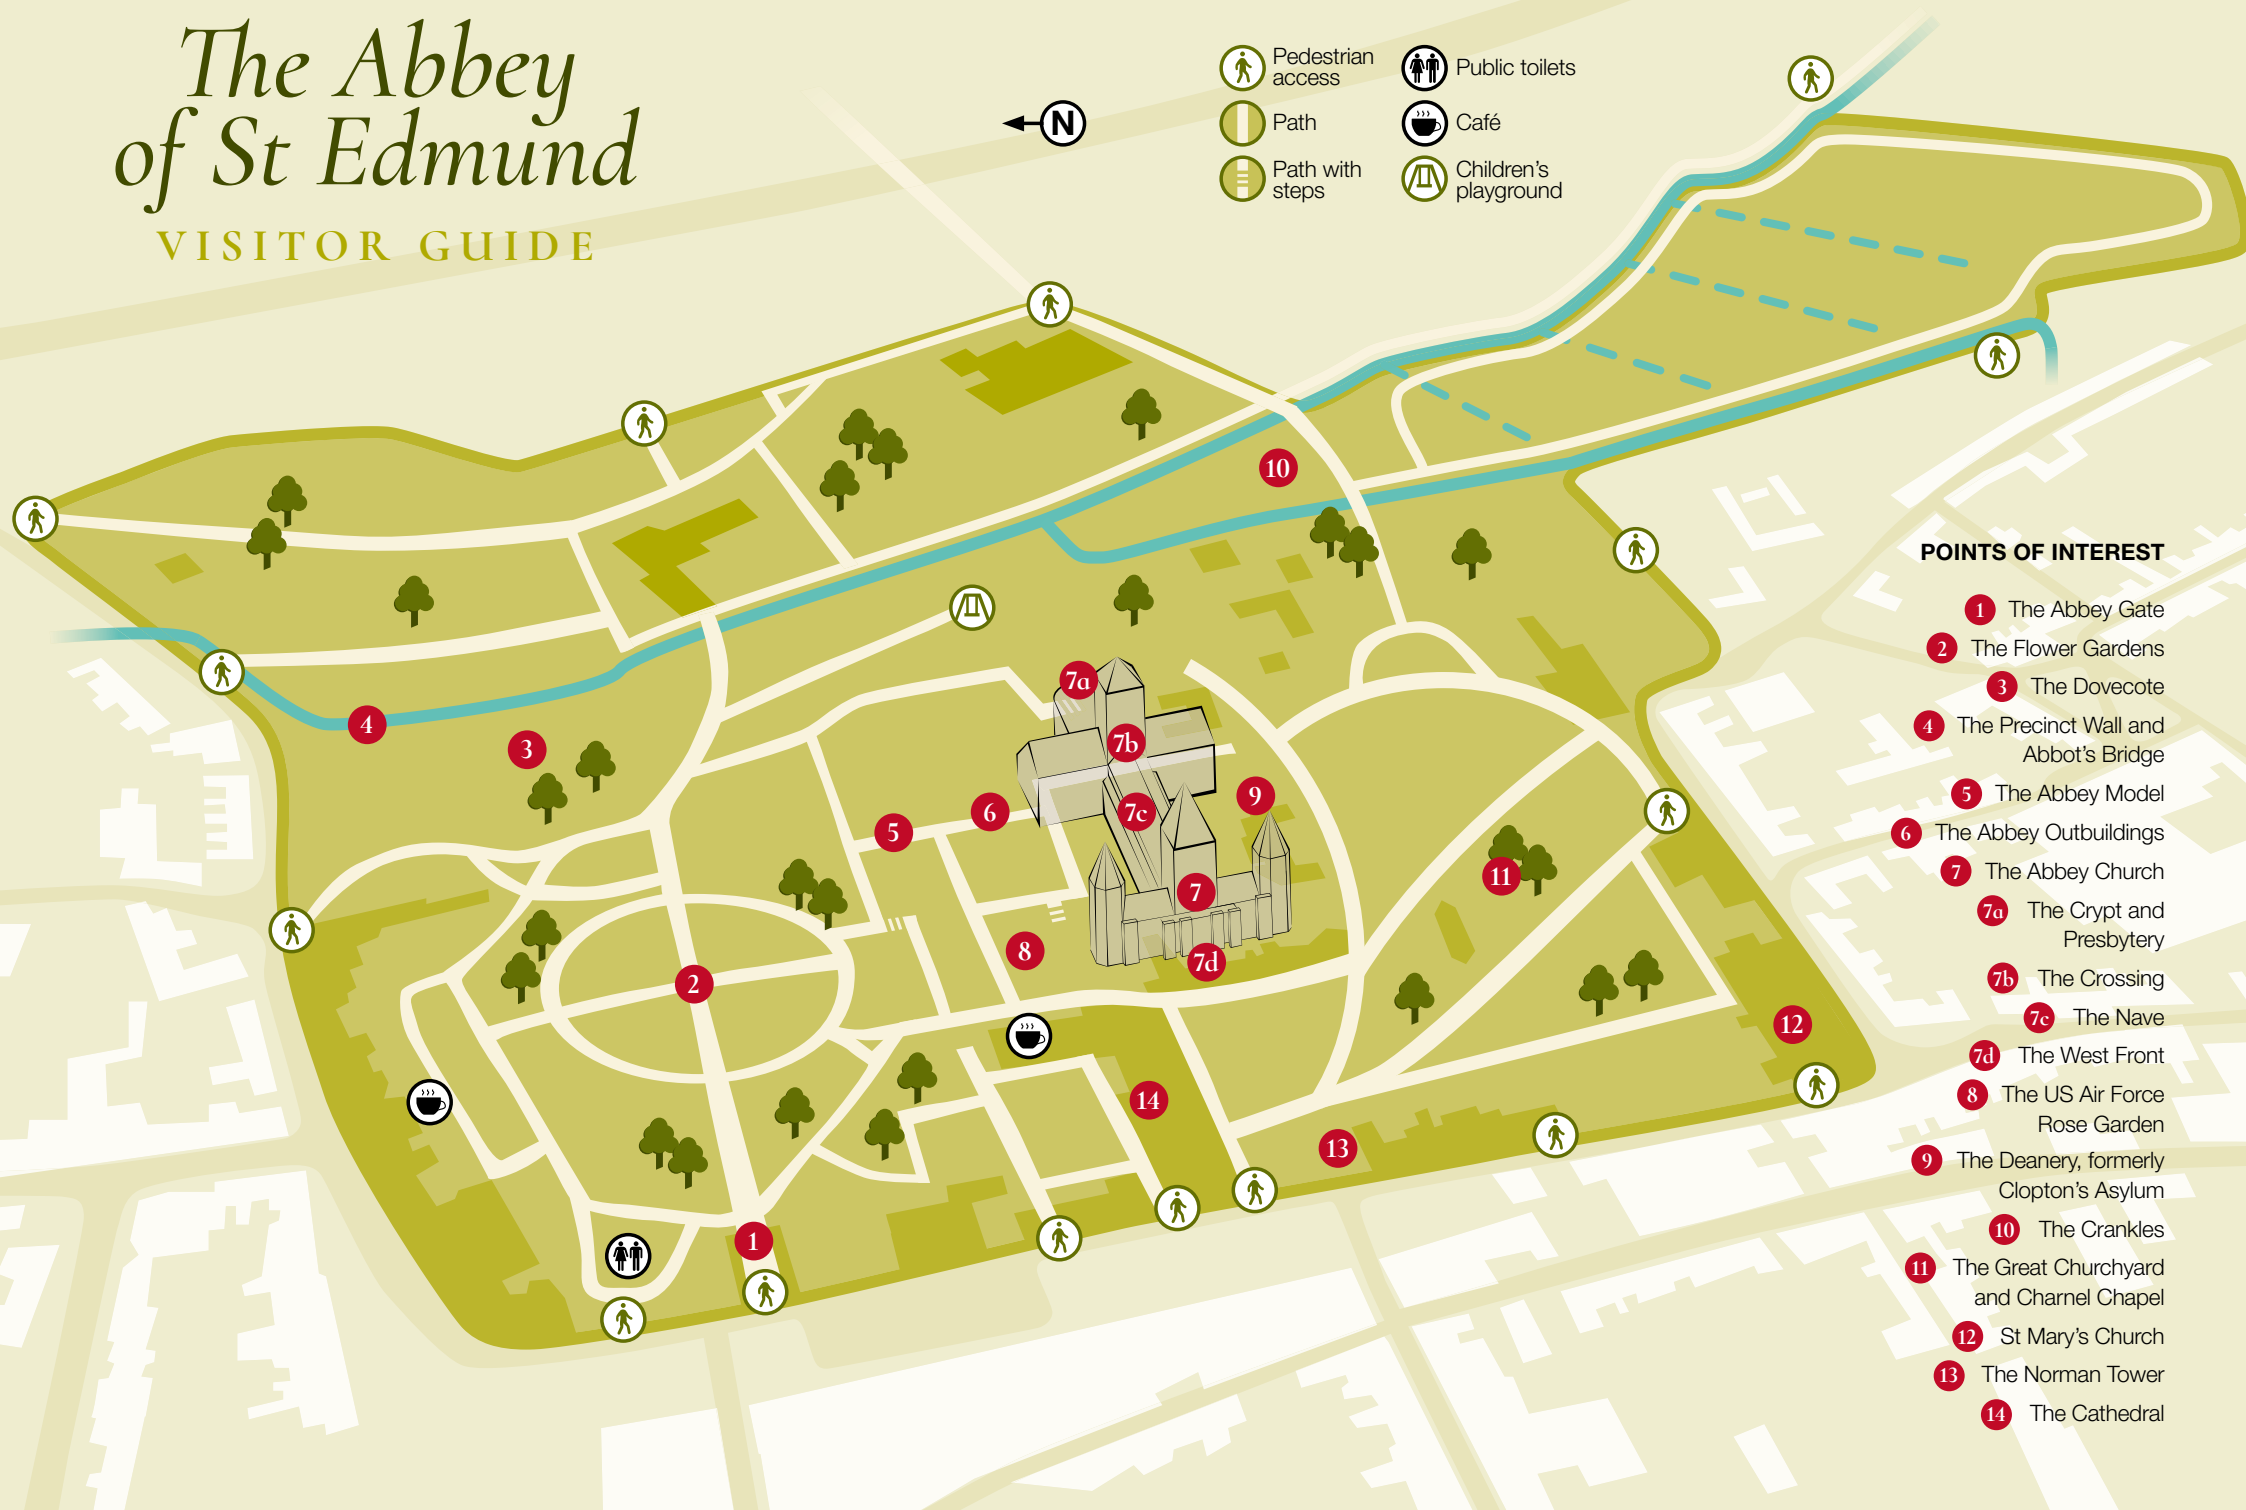 The Abbey
of St Edmund
VISITOR GUIDE
N
Pedestrian
access
Path
Path with
steps
Public toilets
Café
Children's
playground
10
4
3
7a
7b
7c
5
6
9
7
7d
8
2
11
12
14
13
1
POINTS OF INTEREST
1 The Abbey Gate
2 The Flower Gardens
3 The Dovecote
4 The Precinct Wall and
Abbot's Bridge
5 The Abbey Model
6 The Abbey Outbuildings
7 The Abbey Church
7a The Crypt and
Presbytery
7b The Crossing
7c The Nave
7d The West Front
8 The US Air Force
Rose Garden
9 The Deanery, formerly
Clopton's Asylum
10 The Crankles
11 The Great Churchyard
and Charnel Chapel
12 St Mary's Church
13 The Norman Tower
14 The Cathedral